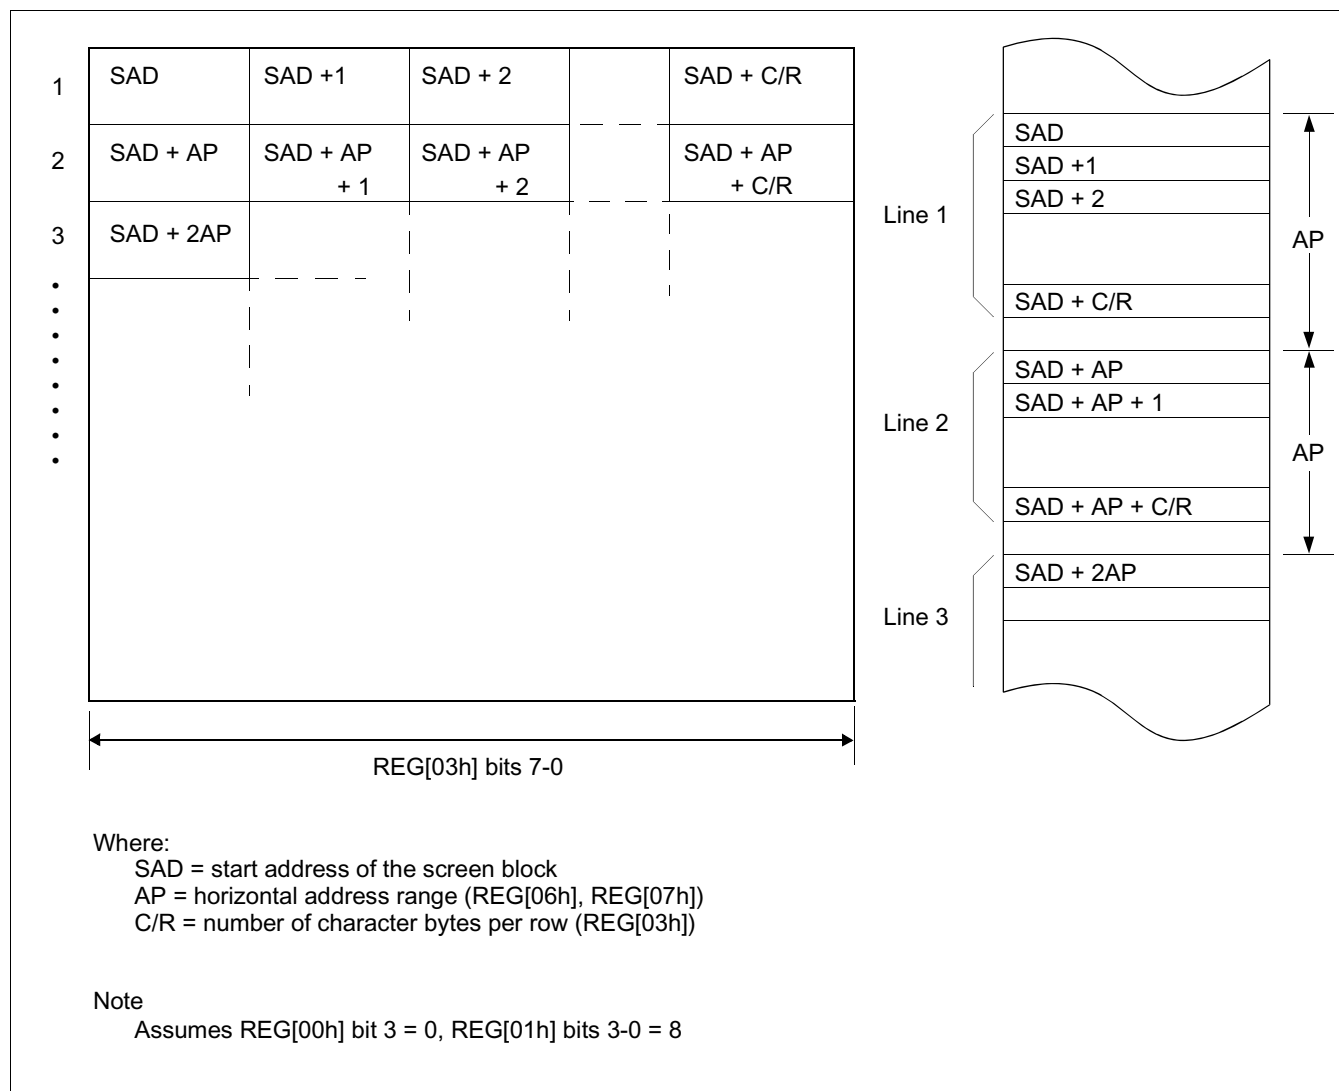 1 SAD SAD +1 SAD + 2 SAD + C/R
2 SAD + AP SAD + AP + 1 SAD + AP + 2 SAD + AP + C/R
3 SAD + 2AP
REG[03h] bits 7-0
Line 1
SAD
SAD +1
SAD + 2
SAD + C/R
AP
Line 2
SAD + AP
SAD + AP + 1
SAD + AP + C/R
AP
Line 3
SAD + 2AP
Where:
SAD = start address of the screen block
AP = horizontal address range (REG[06h], REG[07h])
C/R = number of character bytes per row (REG[03h])
Note
Assumes REG[00h] bit 3 = 0, REG[01h] bits 3-0 = 8